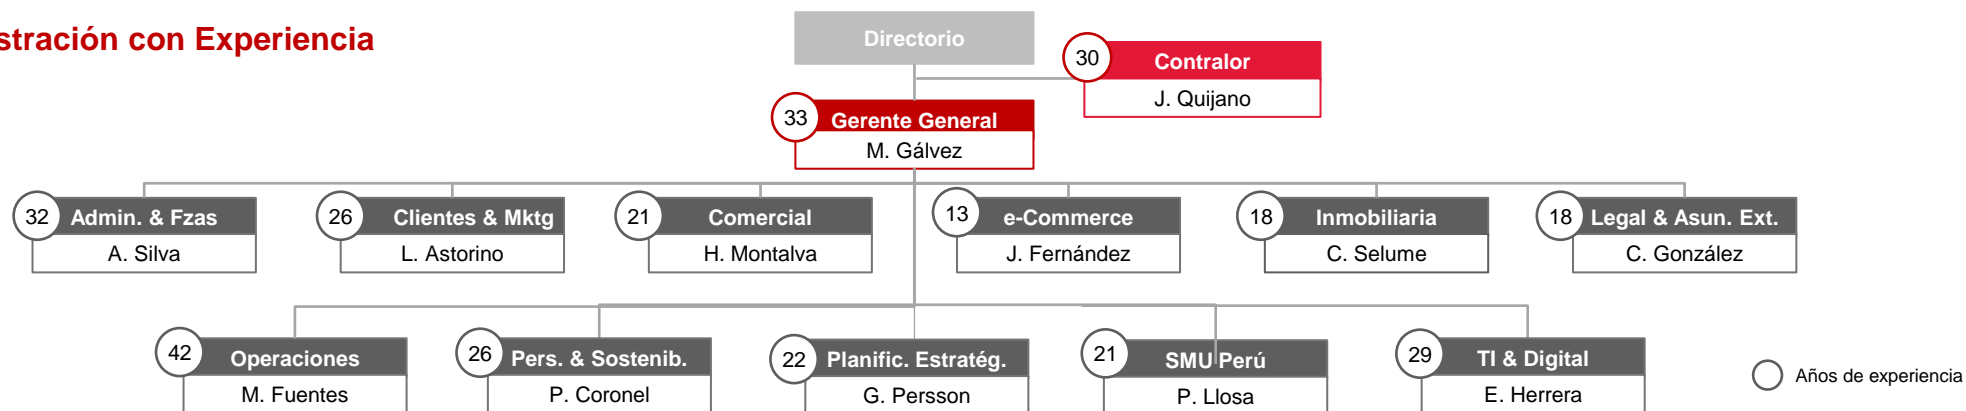 stración con Experiencia
Directorio
30
Contralor
J. Quijano
33
Gerente General
M. Gálvez
32
Admin. & Fzas
A. Silva
26
Clientes & Mktg
L. Astorino
21
Comercial
H. Montalva
13
e-Commerce
J. Fernández
18
Inmobiliaria
C. Selume
18
Legal & Asun. Ext.
C. González
42
Operaciones
M. Fuentes
26
Pers. & Sostenib.
P. Coronel
22
Planific. Estratég.
G. Persson
21
SMU Perú
P. Llosa
29
TI & Digital
E. Herrera
Años de experiencia